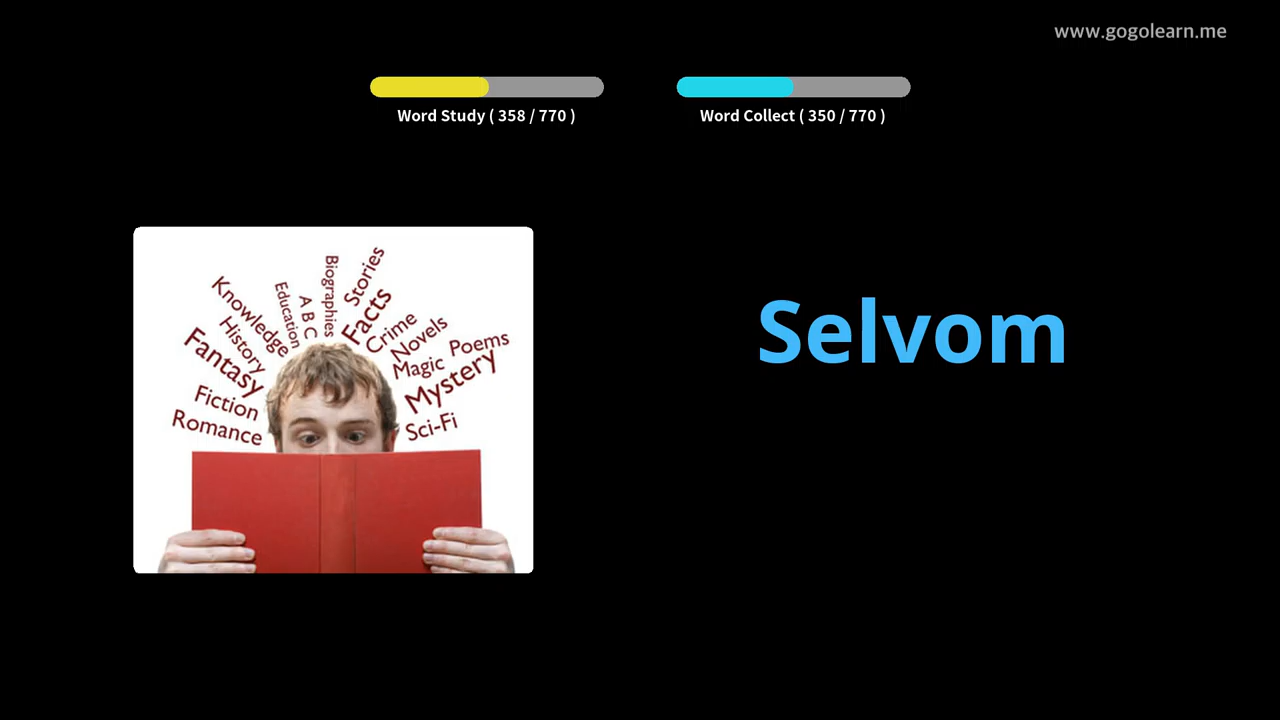 www.gogolearn.me
Word Study ( 358 / 770 )
Word Collect ( 350 / 770 )
Selvom
Romance
Fiction
Fantasy
History
Knowledge
Education
A B C
Biographies
Stories
Facts
Crime
Novels
Magic
Poems
Mystery
Sci-Fi